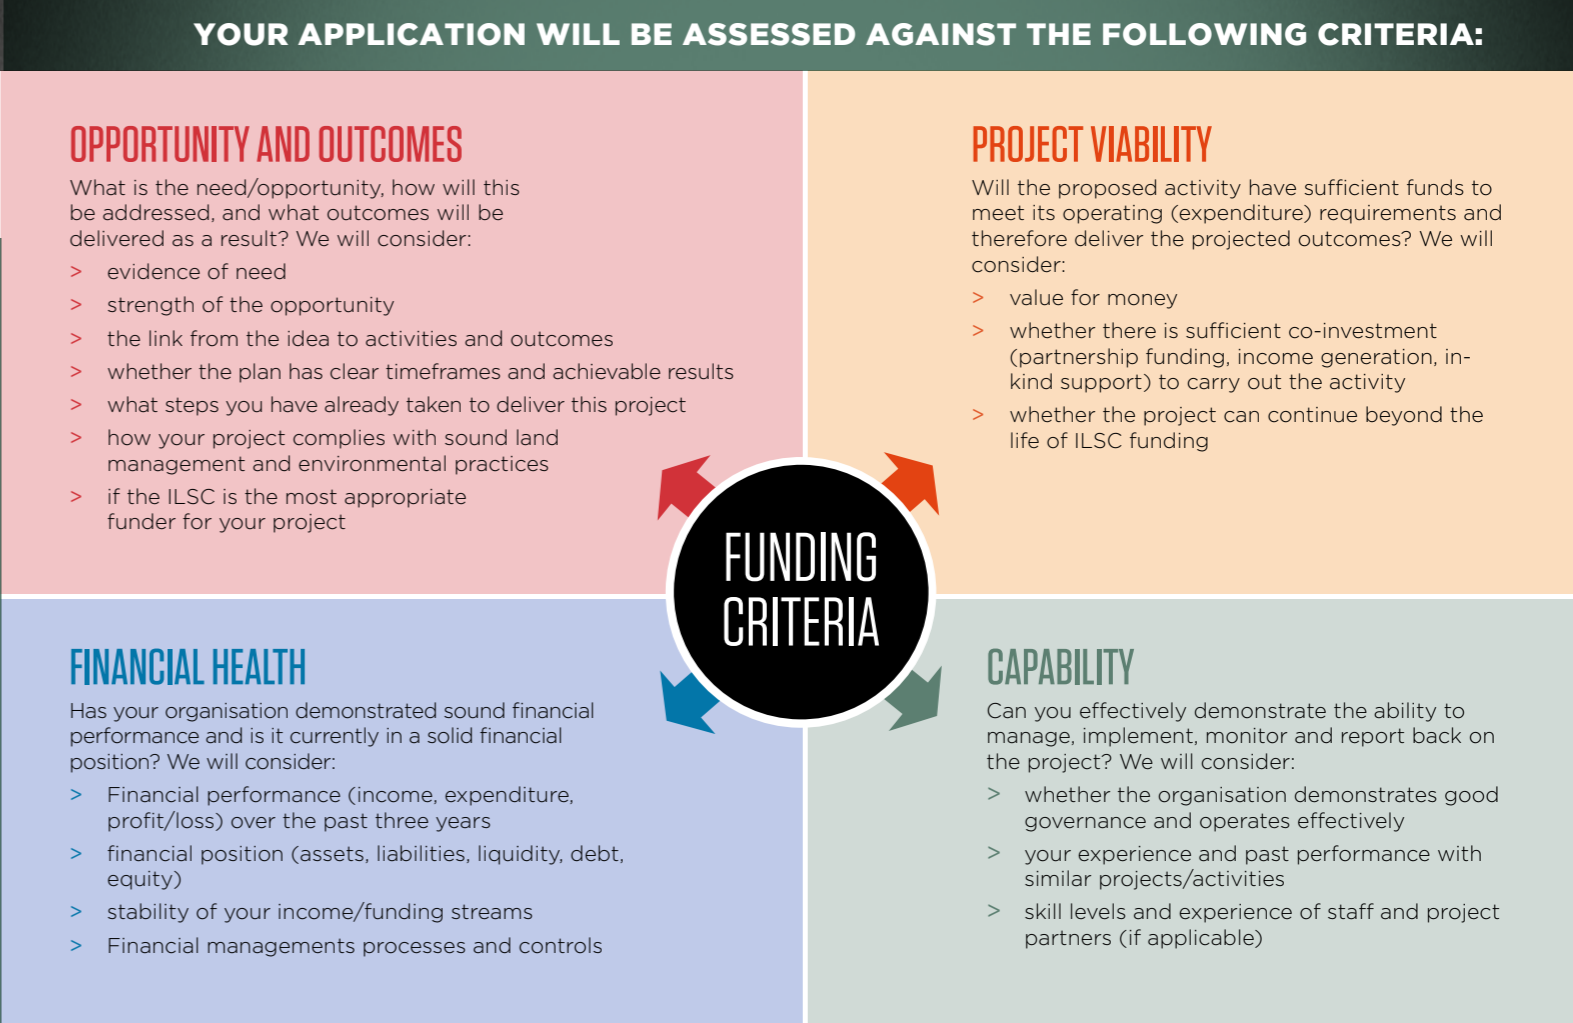 YOUR APPLICATION WILL BE ASSESSED AGAINST THE FOLLOWING CRITERIA:
OPPORTUNITY AND OUTCOMES
What is the need/opportunity, how will this
be addressed, and what outcomes will be
delivered as a result? We will consider:
> evidence of need
> strength of the opportunity
> the link from the idea to activities and outcomes
> whether the plan has clear timeframes and achievable results
> what steps you have already taken to deliver this project
> how your project complies with sound land
management and environmental practices
> if the ILSC is the most appropriate
funder for your project
PROJECT VIABILITY
Will the proposed activity have sufficient funds to
meet its operating (expenditure) requirements and
therefore deliver the projected outcomes? We will
consider:
> value for money
> whether there is sufficient co-investment
(partnership funding, income generation, in-
kind support) to carry out the activity
> whether the project can continue beyond the
life of ILSC funding
FUNDING
CRITERIA
FINANCIAL HEALTH
Has your organisation demonstrated sound financial
performance and is it currently in a solid financial
position? We will consider:
> Financial performance (income, expenditure,
profit/loss) over the past three years
> financial position (assets, liabilities, liquidity, debt,
equity)
> stability of your income/funding streams
> Financial managements processes and controls
CAPABILITY
Can you effectively demonstrate the ability to
manage, implement, monitor and report back on
the project? We will consider:
> whether the organisation demonstrates good
governance and operates effectively
> your experience and past performance with
similar projects/activities
> skill levels and experience of staff and project
partners (if applicable)